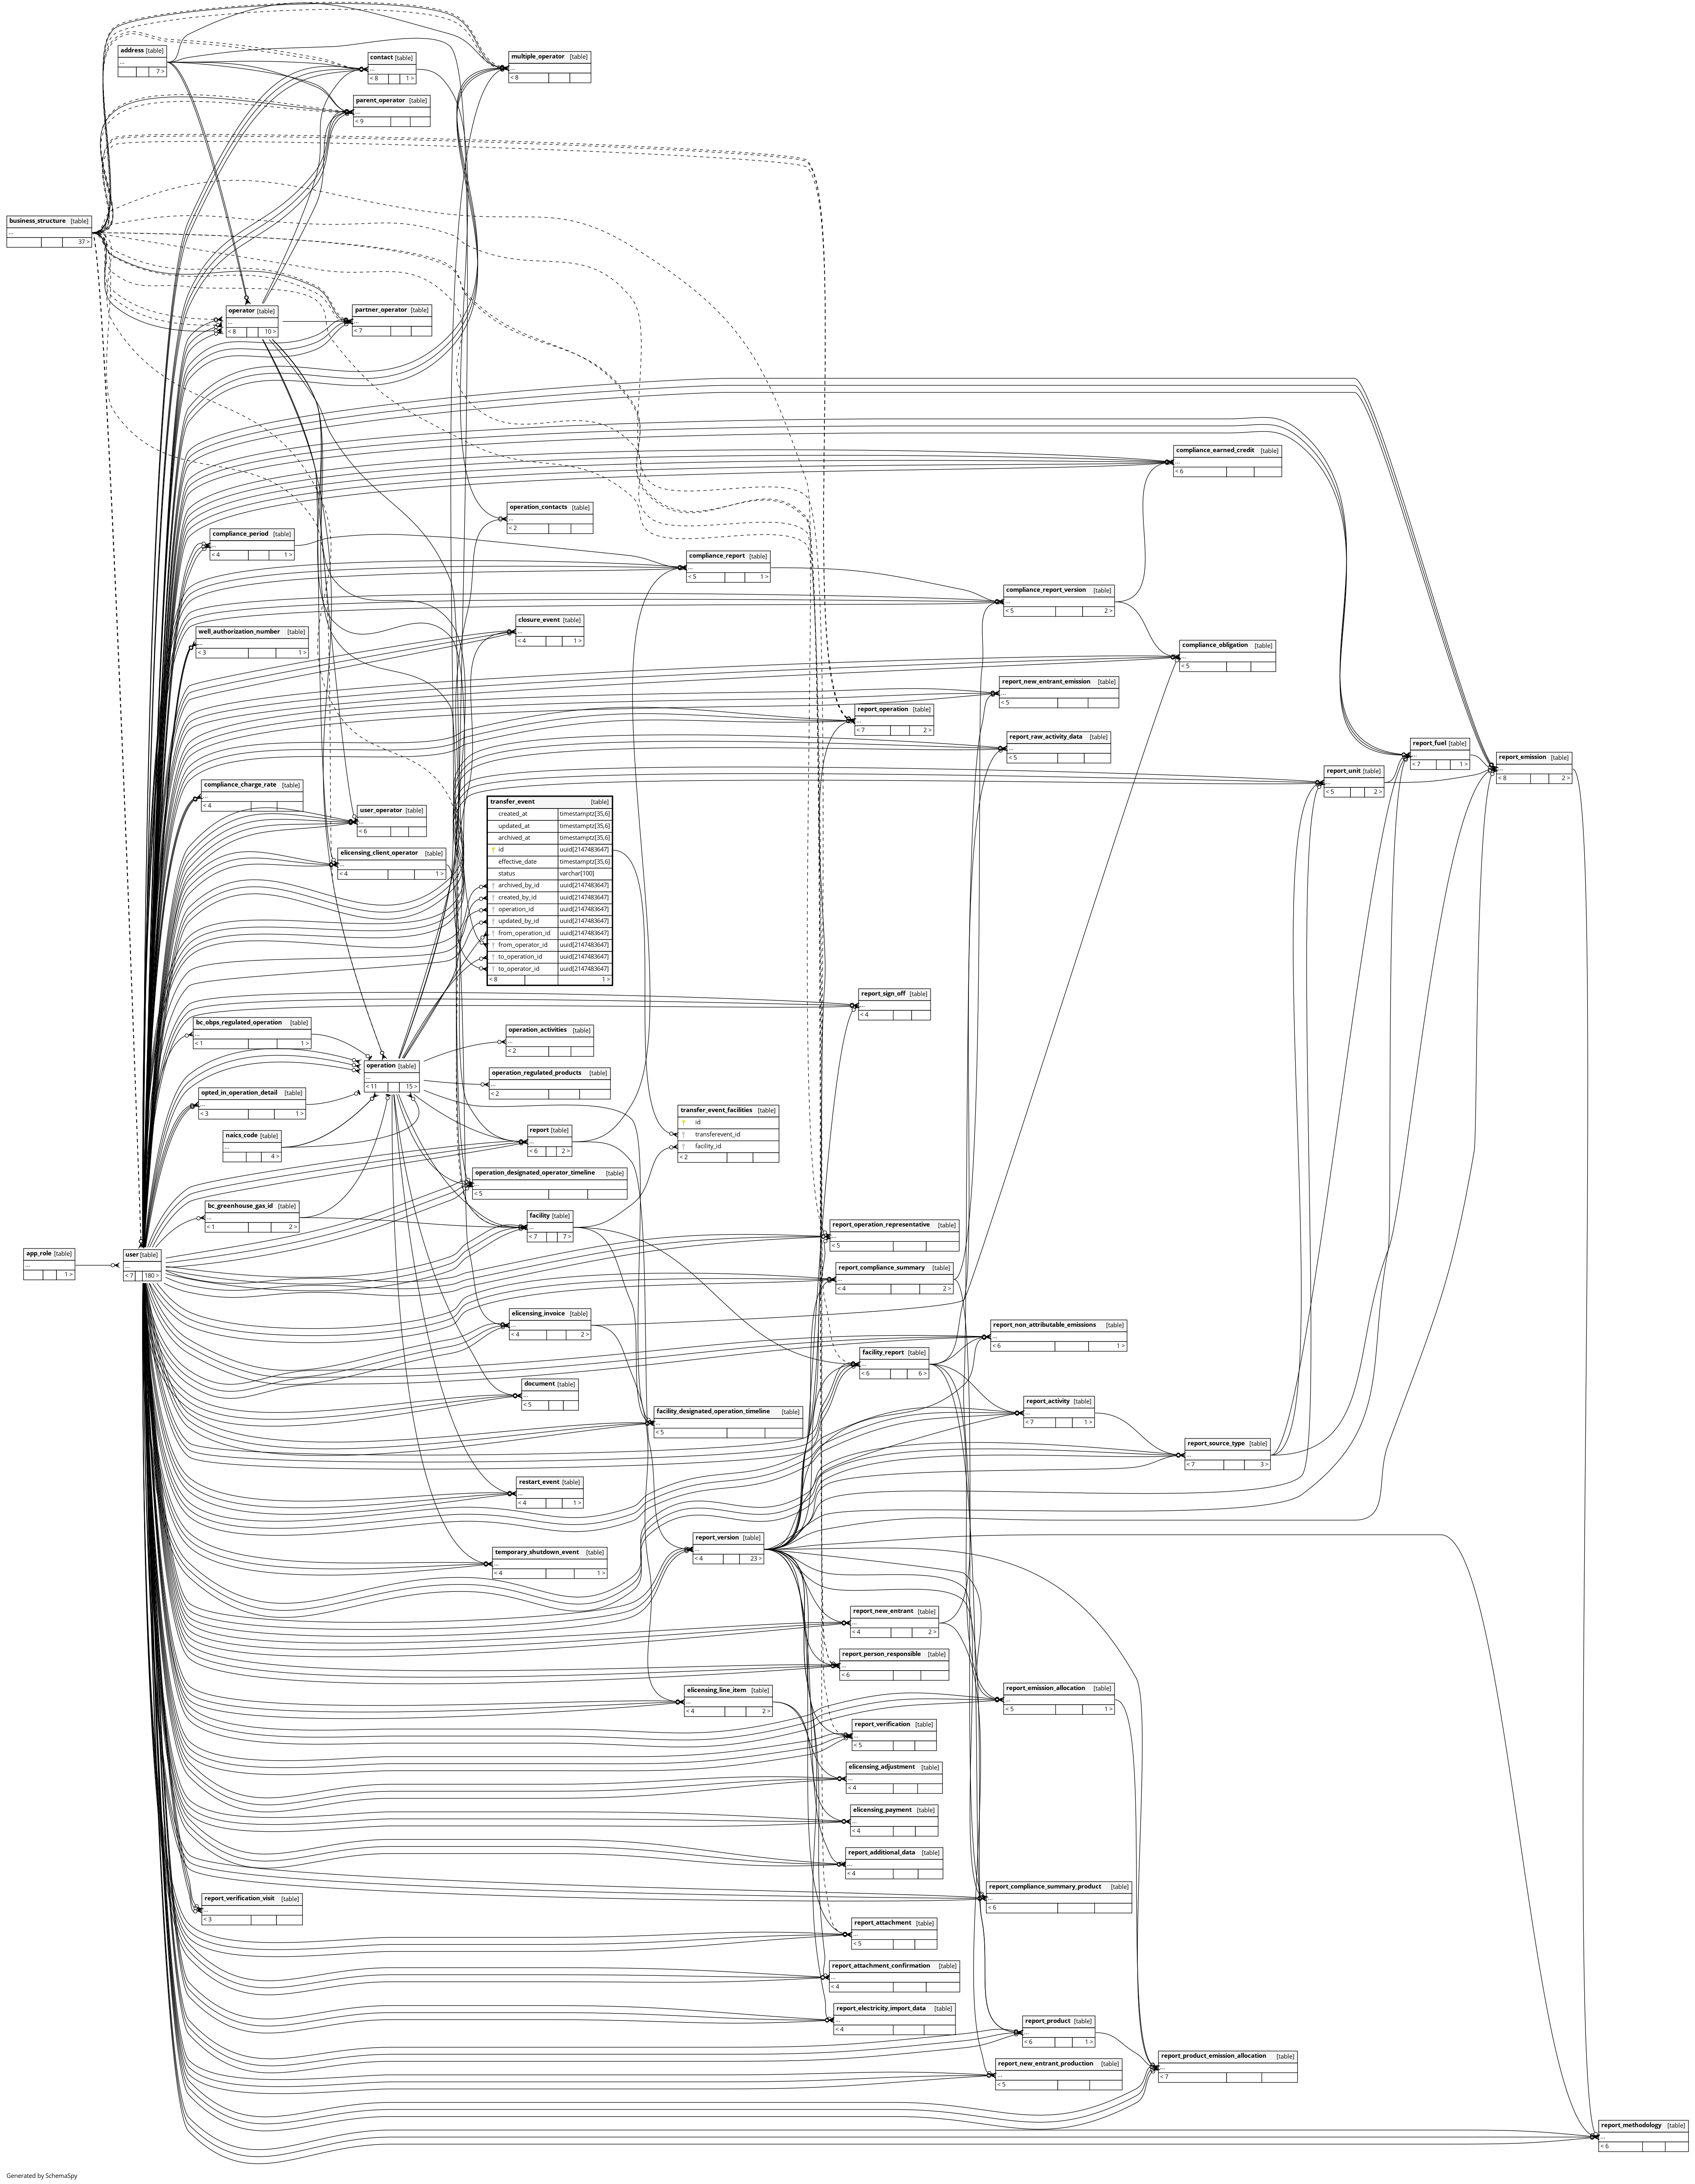 address [table]
...
7 >
contact [table]
...
< 8 1 >
multiple_operator [table]
...
< 8
parent_operator [table]
...
< 9
business_structure [table]
...
37 >
operator [table]
...
< 8 10 >
partner_operator [table]
...
< 7
compliance_earned_credit [table]
...
< 6
operation_contacts [table]
...
< 2
compliance_period [table]
...
< 4 1 >
compliance_report [table]
...
< 5 1 >
compliance_report_version [table]
...
< 5 2 >
closure_event [table]
...
< 4 1 >
well_authorization_number [table]
...
< 3 1 >
compliance_obligation [table]
...
< 5
report_new_entrant_emission [table]
...
< 5
report_operation [table]
...
< 7 2 >
report_raw_activity_data [table]
...
< 5
report_fuel [table]
...
< 7 1 >
report_emission [table]
...
< 8 2 >
report_unit [table]
...
< 5 2 >
compliance_charge_rate [table]
...
< 4
user_operator [table]
...
< 6
elicensing_client_operator [table]
...
< 4 1 >
transfer_event [table]
created_at timestamptz[35,6]
updated_at timestamptz[35,6]
archived_at timestamptz[35,6]
id uuid[2147483647]
effective_date timestamptz[35,6]
status varchar[100]
archived_by_id uuid[2147483647]
created_by_id uuid[2147483647]
operation_id uuid[2147483647]
updated_by_id uuid[2147483647]
from_operation_id uuid[2147483647]
from_operator_id uuid[2147483647]
to_operation_id uuid[2147483647]
to_operator_id uuid[2147483647]
< 8 1 >
report_sign_off [table]
...
< 4
bc_obps_regulated_operation [table]
...
< 1 1 >
operation_activities [table]
...
< 2
operation [table]
...
< 11 15 >
operation_regulated_products [table]
...
< 2
opted_in_operation_detail [table]
...
< 3 1 >
transfer_event_facilities [table]
id
transferevent_id
facility_id
< 2
naics_code [table]
...
4 >
report [table]
...
< 6 2 >
operation_designated_operator_timeline [table]
...
< 5
bc_greenhouse_gas_id [table]
...
< 1 2 >
facility [table]
...
< 7 7 >
report_operation_representative [table]
...
< 5
app_role [table]
...
1 >
user [table]
...
< 7 180 >
report_compliance_summary [table]
...
< 4 2 >
elicensing_invoice [table]
...
< 4 2 >
report_non_attributable_emissions [table]
...
< 6 1 >
facility_report [table]
...
< 6 6 >
document [table]
...
< 5
report_activity [table]
...
< 7 1 >
facility_designated_operation_timeline [table]
...
< 5
report_source_type [table]
...
< 7 3 >
restart_event [table]
...
< 4 1 >
report_version [table]
...
< 4 23 >
temporary_shutdown_event [table]
...
< 4 1 >
report_new_entrant [table]
...
< 4 2 >
report_person_responsible [table]
...
< 6
elicensing_line_item [table]
...
< 4 2 >
report_emission_allocation [table]
...
< 5 1 >
report_verification [table]
...
< 5
elicensing_adjustment [table]
...
< 4
elicensing_payment [table]
...
< 4
report_additional_data [table]
...
< 4
report_compliance_summary_product [table]
...
< 6
report_verification_visit [table]
...
< 3
report_attachment [table]
...
< 5
report_attachment_confirmation [table]
...
< 4
report_electricity_import_data [table]
...
< 4
report_product [table]
...
< 6 1 >
report_new_entrant_production [table]
...
< 5
report_product_emission_allocation [table]
...
< 7
report_methodology [table]
...
< 6
Generated by SchemaSpy